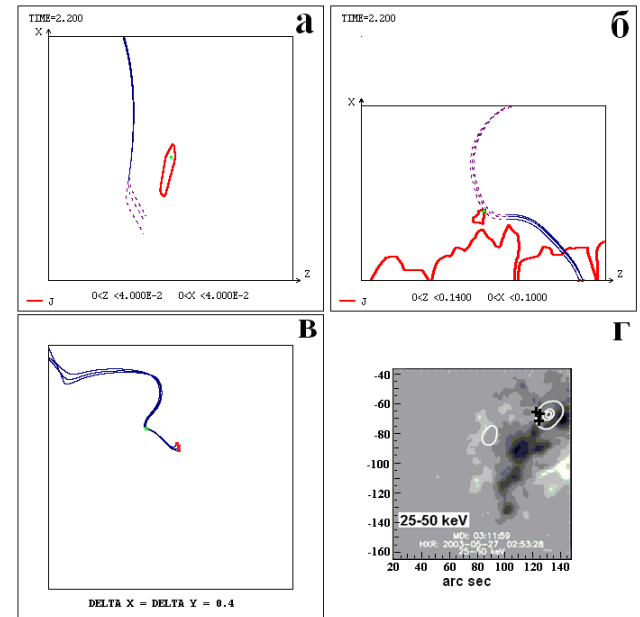 а
TIME=2.200
X
Z
J
0<Z <4.000E-2 0<X <4.000E-2
б
TIME=2.200
X
Z
J
0<Z <0.1400 0<X <0.1000
в
DELTA X = DELTA Y = 0.4
г
-40
-60
-80
-100
-120
-140
-160
25-50 keV
MDI: 03:11:59
HXR: 2003-05-27 02:53:28
25-50 keV
20 40 60 80 100 120 140
arc sec